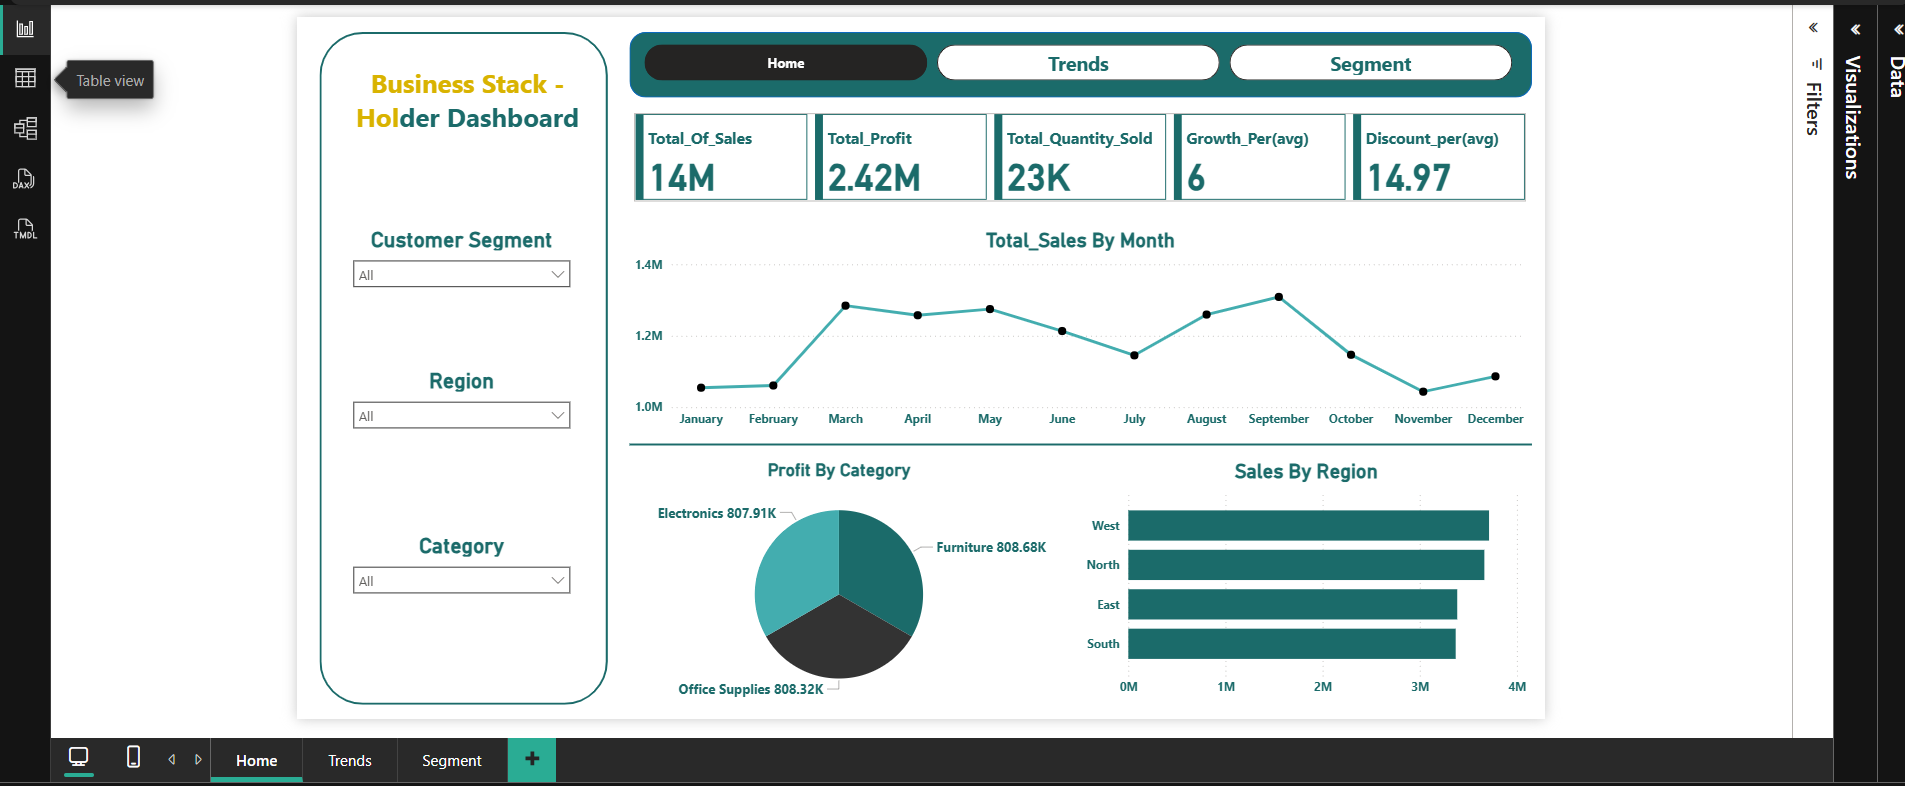 Table view
DAX
TMDL
Business Stack -
Holder Dashboard
Customer Segment
All
Region
All
Category
All
Home
Trends
Segment
Total_Of_Sales
14M
Total_Profit
2.42M
Total_Quantity_Sold
23K
Growth_Per(avg)
6
Discount_per(avg)
14.97
Total_Sales By Month
1.4M
1.2M
1.0M
January February March April May June July August September October November December
Profit By Category
Electronics 807.91K
Furniture 808.68K
Office Supplies 808.32K
Sales By Region
West
North
East
South
0M 1M 2M 3M 4M
Filters
Visualizations
Data
Home
Trends
Segment